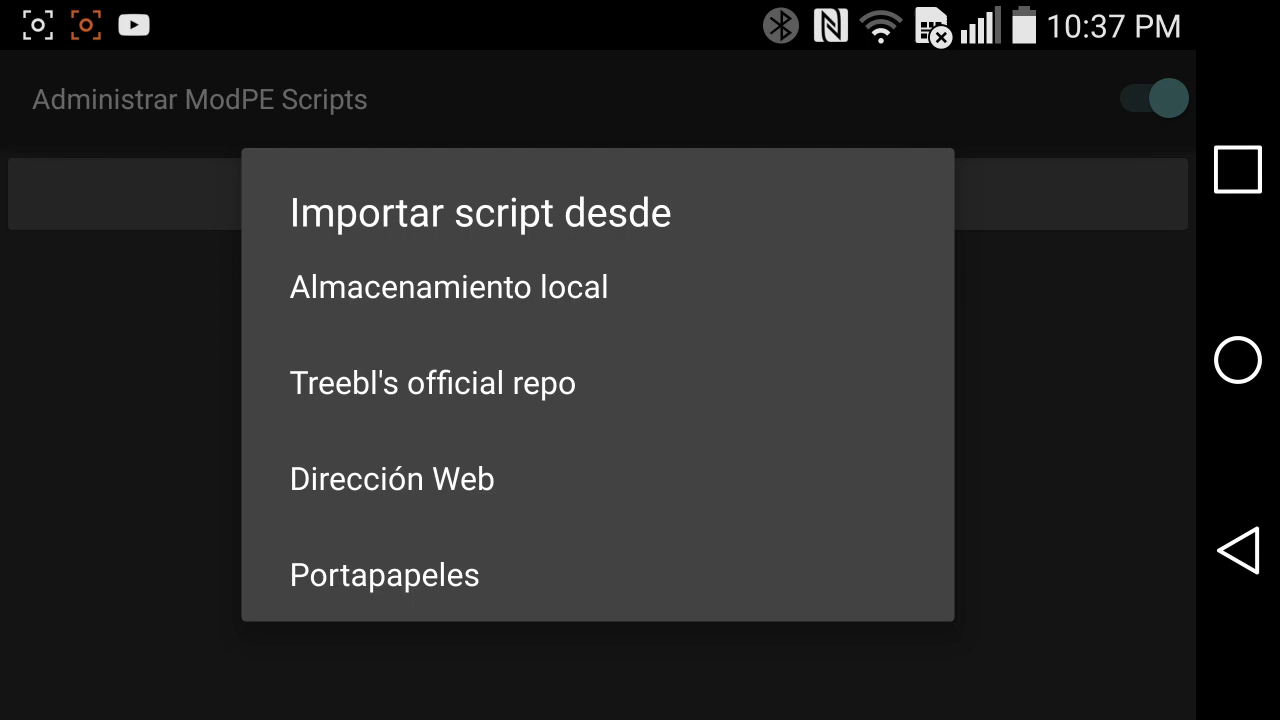 10:37 PM
Administrar ModPE Scripts
Importar script desde
Almacenamiento local
Treebl's official repo
Dirección Web
Portapapeles